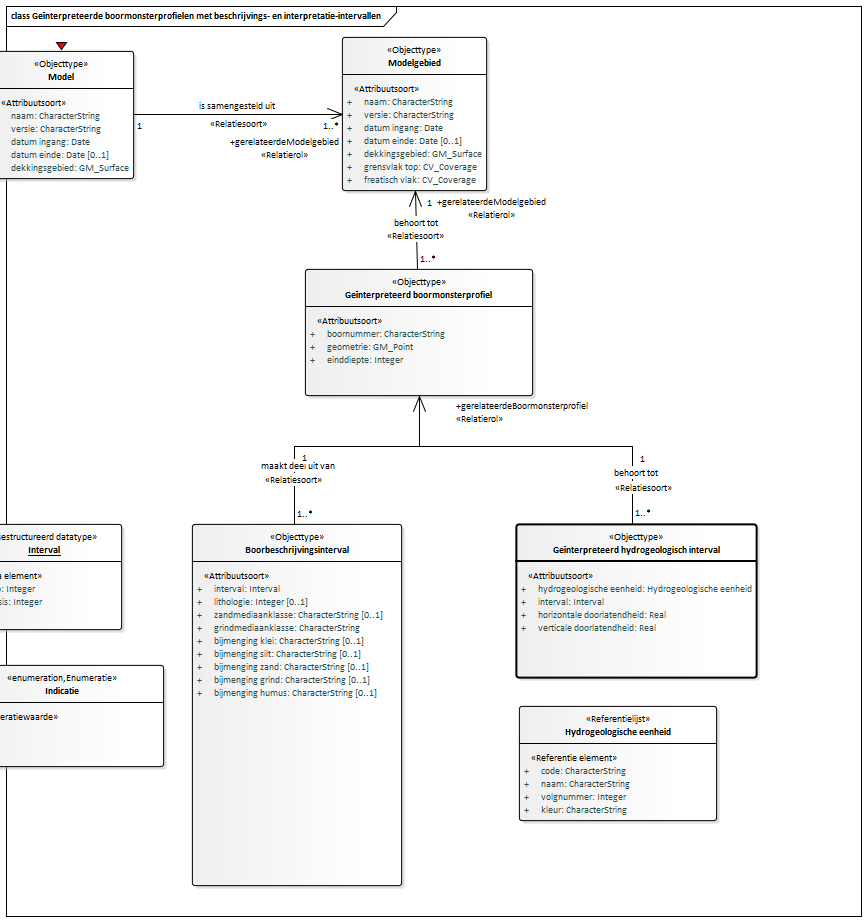 class Geïnterpreteerde boormonsterprofielen met beschrijvings- en interpretatie-intervallen
«Objecttype»
Model
«Attribuutsoort»
naam: CharacterString
versie: CharacterString
datum ingang: Date
datum einde: Date [0..1]
dekkingsgebied: GM_Surface
is samengesteld uit
«Relatiesoort»
1
1..*
+gerelateerdeModelgebied
«Relatierol»
«Objecttype»
Modelgebied
«Attribuutsoort»
+ naam: CharacterString
+ versie: CharacterString
+ datum ingang: Date
+ datum einde: Date [0..1]
+ dekkingsgebied: GM_Surface
+ grensvlak top: CV_Coverage
+ freatisch vlak: CV_Coverage
1 +gerelateerdeModelgebied
«Relatierol»
behoort tot
«Relatiesoort»
1..*
«Objecttype»
Geïnterpreteerd boormonsterprofiel
«Attribuutsoort»
+ boornummer: CharacterString
+ geometrie: GM_Point
+ einddiepte: Integer
+gerelateerdeBoormonsterprofiel
«Relatierol»
1
maakt deel uit van
«Relatiesoort»
1..*
1
behoort tot
«Relatiesoort»
1..*
estructureerd datatype»
Interval
a element»
: Integer
sis: Integer
«enumeration,Enumeratie»
Indicatie
eratiewaarde»
«Objecttype»
Boorbeschrijvingsinterval
«Attribuutsoort»
+ interval: Interval
+ lithologie: Integer [0..1]
+ zandmediaanklasse: CharacterString [0..1]
+ grindmediaanklasse: CharacterString
+ bijmenging klei: CharacterString [0..1]
+ bijmenging silt: CharacterString [0..1]
+ bijmenging zand: CharacterString [0..1]
+ bijmenging grind: CharacterString [0..1]
+ bijmenging humus: CharacterString [0..1]
«Objecttype»
Geïnterpreteerd hydrogeologisch interval
«Attribuutsoort»
+ hydrogeologische eenheid: Hydrogeologische eenheid
+ interval: Interval
+ horizontale doorlatendheid: Real
+ verticale doorlatendheid: Real
«Referentielijst»
Hydrogeologische eenheid
«Referentie element»
+ code: CharacterString
+ naam: CharacterString
+ volgnummer: Integer
+ kleur: CharacterString